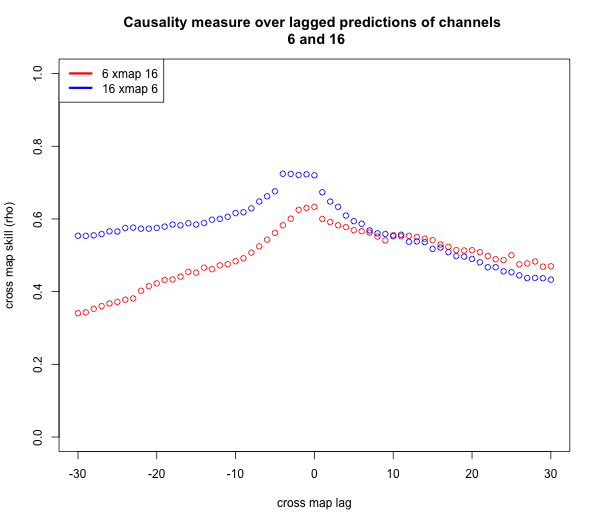 Causality measure over lagged predictions of channels
6 and 16
6 xmap 16
16 xmap 6
cross map skill (rho)
1.0
0.8
0.6
0.4
0.2
0.0
-30 -20 -10 0 10 20 30
cross map lag